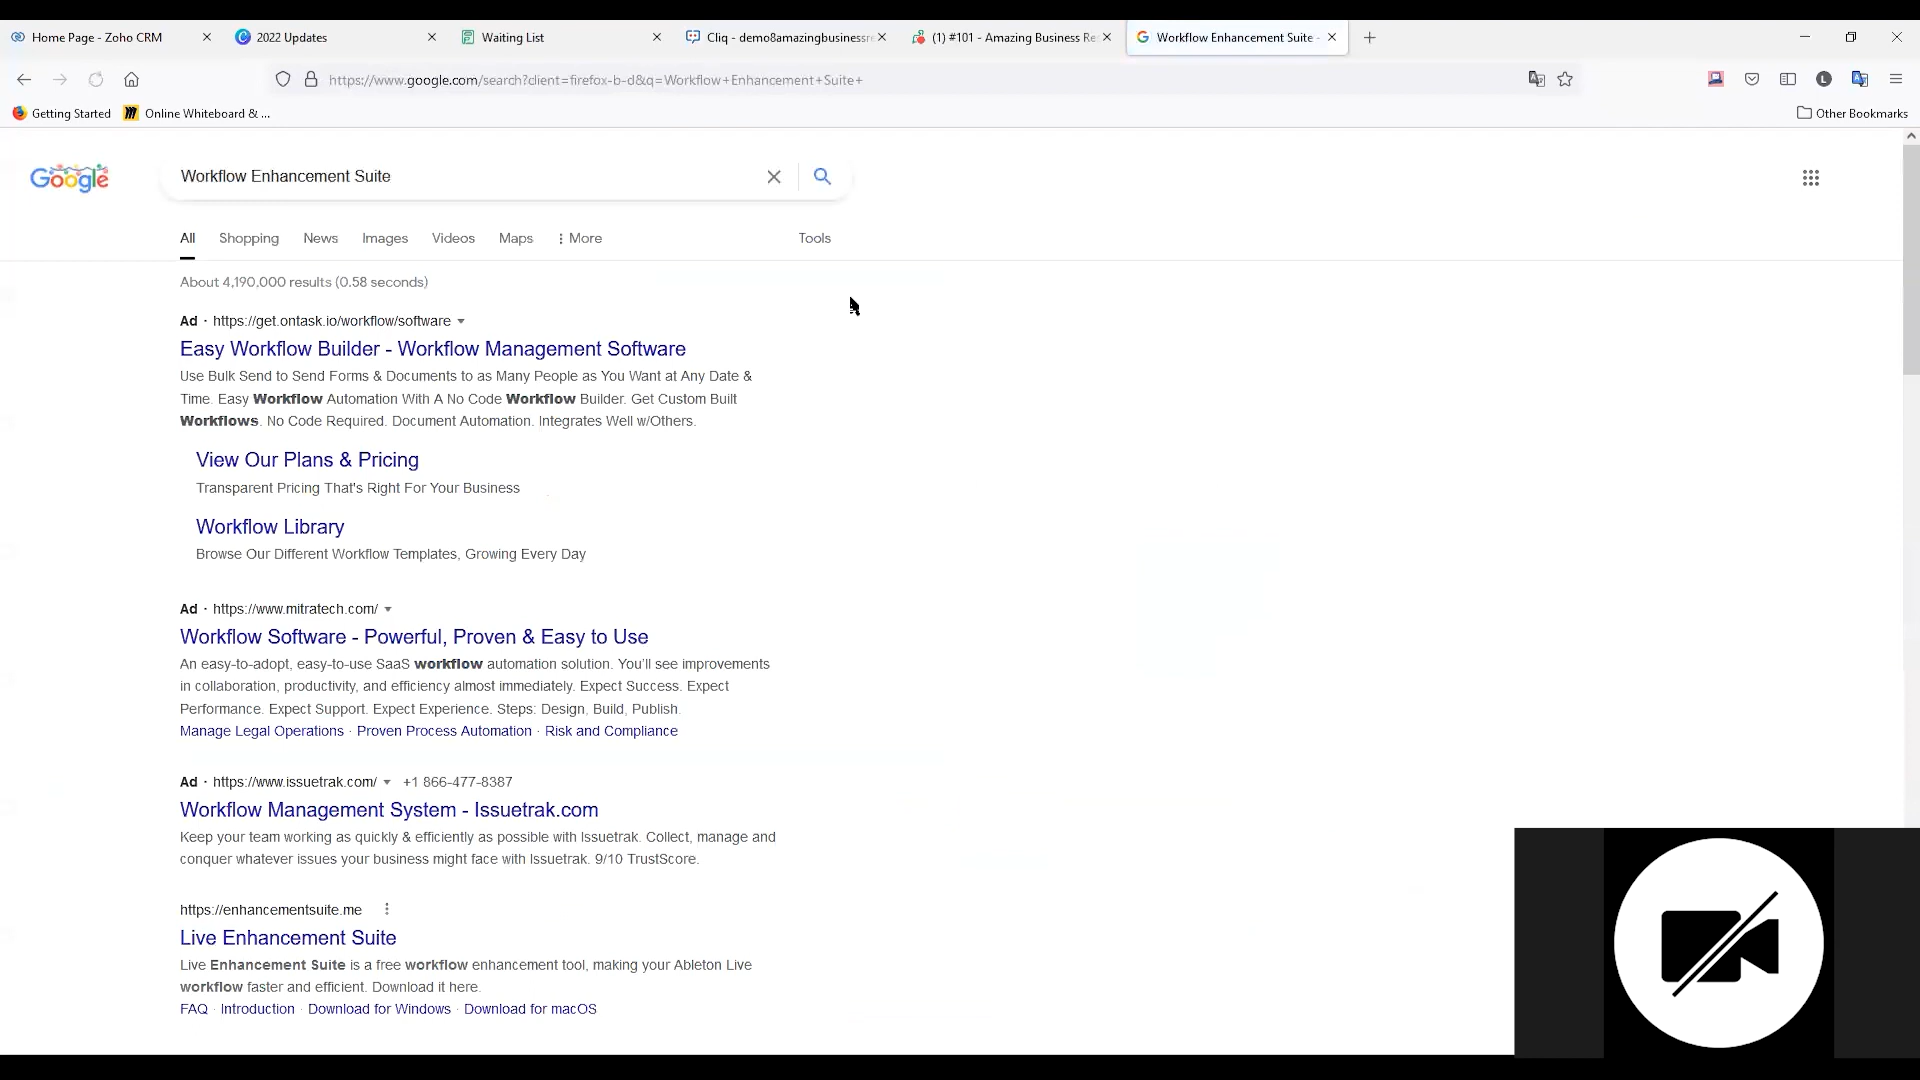 Home Page - Zoho CRM
2022 Updates
Waiting List
Cliq - demo8amazingbusinessre
(1) #101 - Amazing Business Re
Workflow Enhancement Suite -
https://www.google.com/search?client=firefox-b-d&q=Workflow+Enhancement+Suite+
L
Getting Started
Online Whiteboard & ...
Other Bookmarks
Google
Workflow Enhancement Suite
All
Shopping
News
Images
Videos
Maps
More
Tools
About 4,190,000 results (0.58 seconds)
Ad · https://get.ontask.io/workflow/software
Easy Workflow Builder - Workflow Management Software
Use Bulk Send to Send Forms & Documents to as Many People as You Want at Any Date &
Time. Easy Workflow Automation With A No Code Workflow Builder. Get Custom Built
Workflows. No Code Required. Document Automation. Integrates Well w/Others.
View Our Plans & Pricing
Transparent Pricing That's Right For Your Business
Workflow Library
Browse Our Different Workflow Templates, Growing Every Day
Ad · https://www.mitratech.com/
Workflow Software - Powerful, Proven & Easy to Use
An easy-to-adopt, easy-to-use SaaS workflow automation solution. You'll see improvements
in collaboration, productivity, and efficiency almost immediately. Expect Success. Expect
Performance. Expect Support. Expect Experience. Steps: Design, Build, Publish.
Manage Legal Operations · Proven Process Automation · Risk and Compliance
Ad · https://www.issuetrak.com/ +1 866-477-8387
Workflow Management System - Issuetrak.com
Keep your team working as quickly & efficiently as possible with Issuetrak. Collect, manage and
conquer whatever issues your business might face with Issuetrak. 9/10 TrustScore.
https://enhancementsuite.me
Live Enhancement Suite
Live Enhancement Suite is a free workflow enhancement tool, making your Ableton Live
workflow faster and efficient. Download it here.
FAQ · Introduction · Download for Windows · Download for macOS